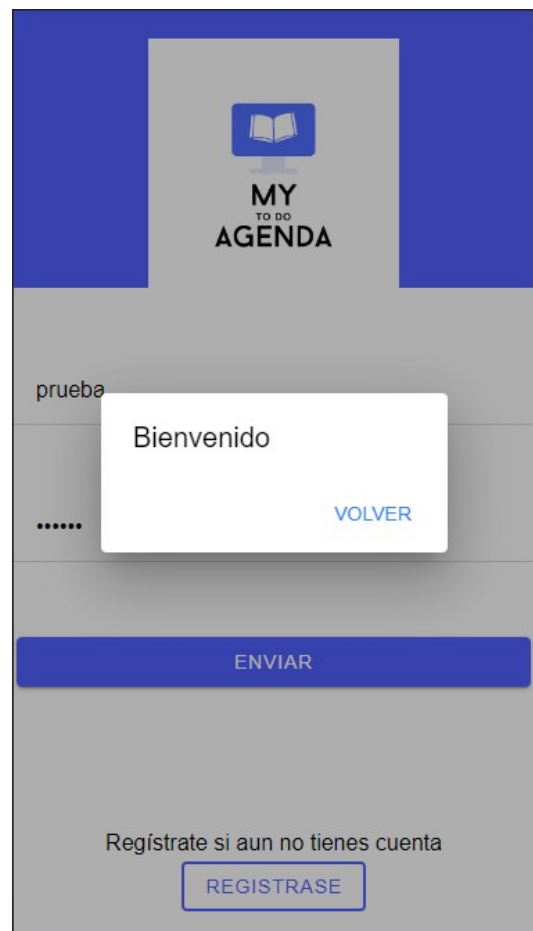 MY
TO DO
AGENDA
prueba
Bienvenido
VOLVER
••••••
ENVIAR
Regístrate si aun no tienes cuenta
REGISTRASE